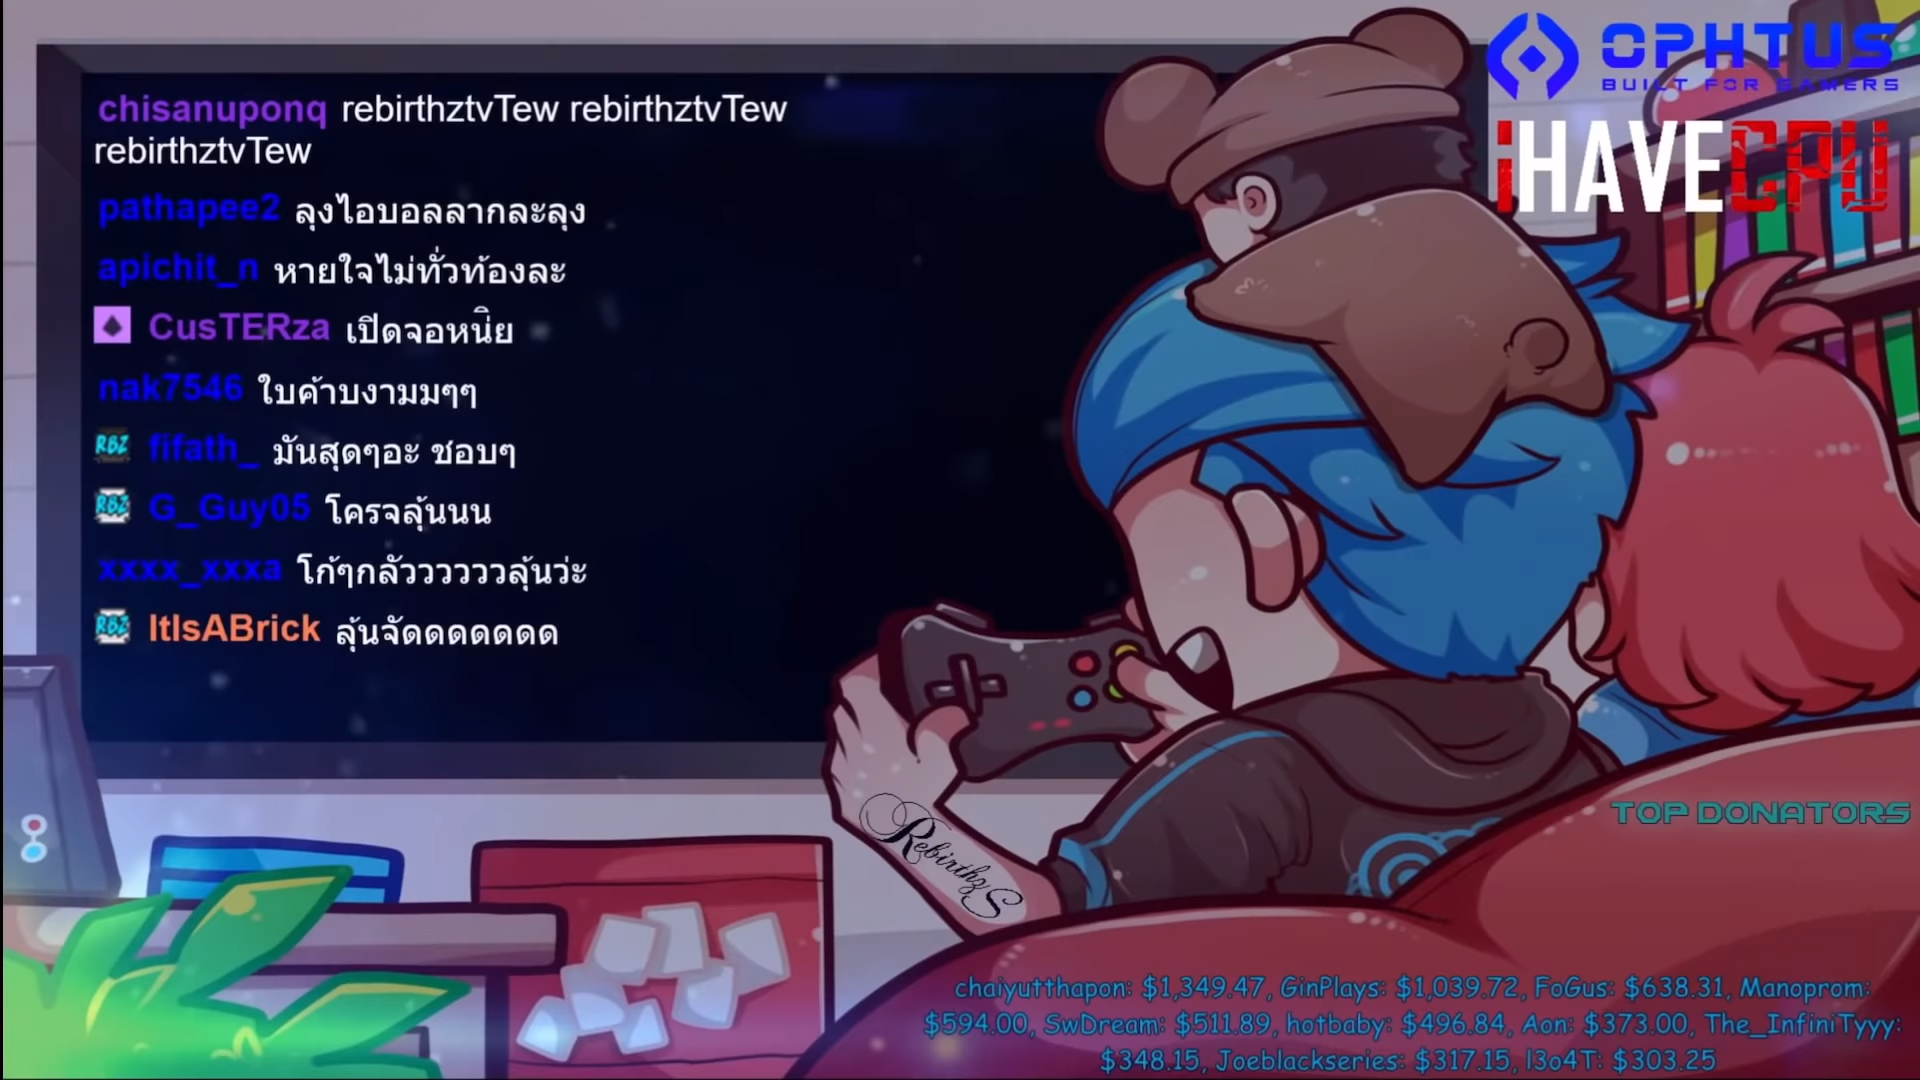 OPHTUS
BUILT FOR GAMERS
iHAVECPU
chisanuponq rebirthztvTew rebirthztvTew
rebirthztvTew
pathapee2 ลุงไอบอลลากละลุง
apichit_n หายใจไม่ทั่วท้องละ
CusTERza เปิดจอหนิ่ย
nak7546 ใบค้าบงามมๆๆ
RBZ fifath_ มันสุดๆอะ ชอบๆ
RBZ G_Guy05 โครจลุ้นนน
xxxx_xxxa โก้ๆกลัวววววววลุ้นว่ะ
RBZ ItIsABrick ลุ้นจัดดดดดดด
Rebirthz S
TOP DONATORS
chaiyutthapon: $1,349.47, GinPlays: $1,039.72, FoGus: $638.31, Manoprom:
$594.00, SwDream: $511.89, hotbaby: $496.84, Aon: $373.00, The_InfiniTyyy:
$348.15, Joeblackseries: $317.15, l3o4T: $303.25